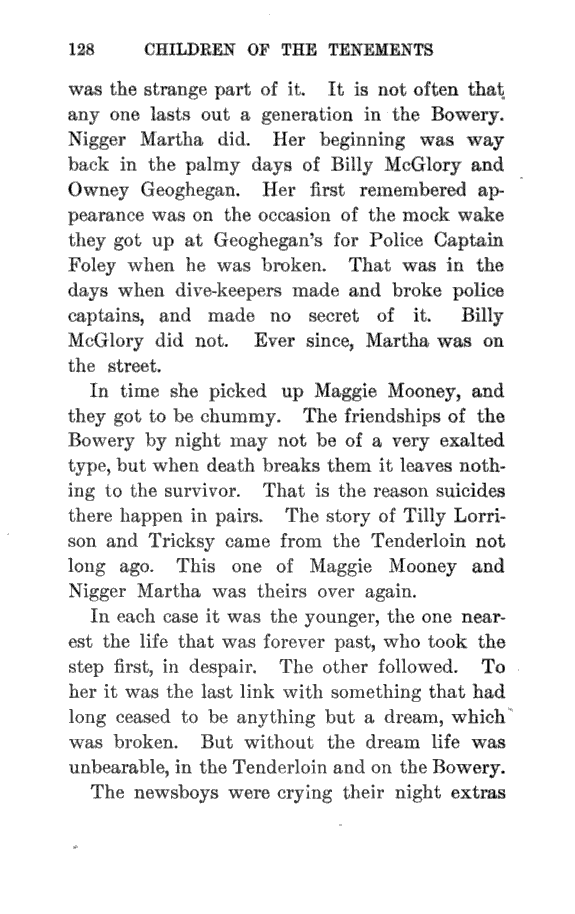 128 CHILDREN OF THE TENEMENTS
was the strange part of it. It is not often that
any one lasts out a generation in the Bowery.
Nigger Martha did. Her beginning was way
back in the palmy days of Billy McGlory and
Owney Geoghegan. Her first remembered ap-
pearance was on the occasion of the mock wake
they got up at Geoghegan's for Police Captain
Foley when he was broken. That was in the
days when dive-keepers made and broke police
captains, and made no secret of it. Billy
McGlory did not. Ever since, Martha was on
the street.
In time she picked up Maggie Mooney, and
they got to be chummy. The friendships of the
Bowery by night may not be of a very exalted
type, but when death breaks them it leaves noth-
ing to the survivor. That is the reason suicides
there happen in pairs. The story of Tilly Lorri-
son and Tricksy came from the Tenderloin not
long ago. This one of Maggie Mooney and
Nigger Martha was theirs over again.
In each case it was the younger, the one near-
est the life that was forever past, who took the
step first, in despair. The other followed. To
her it was the last link with something that had
long ceased to be anything but a dream, which
was broken. But without the dream life was
unbearable, in the Tenderloin and on the Bowery.
The newsboys were crying their night extras